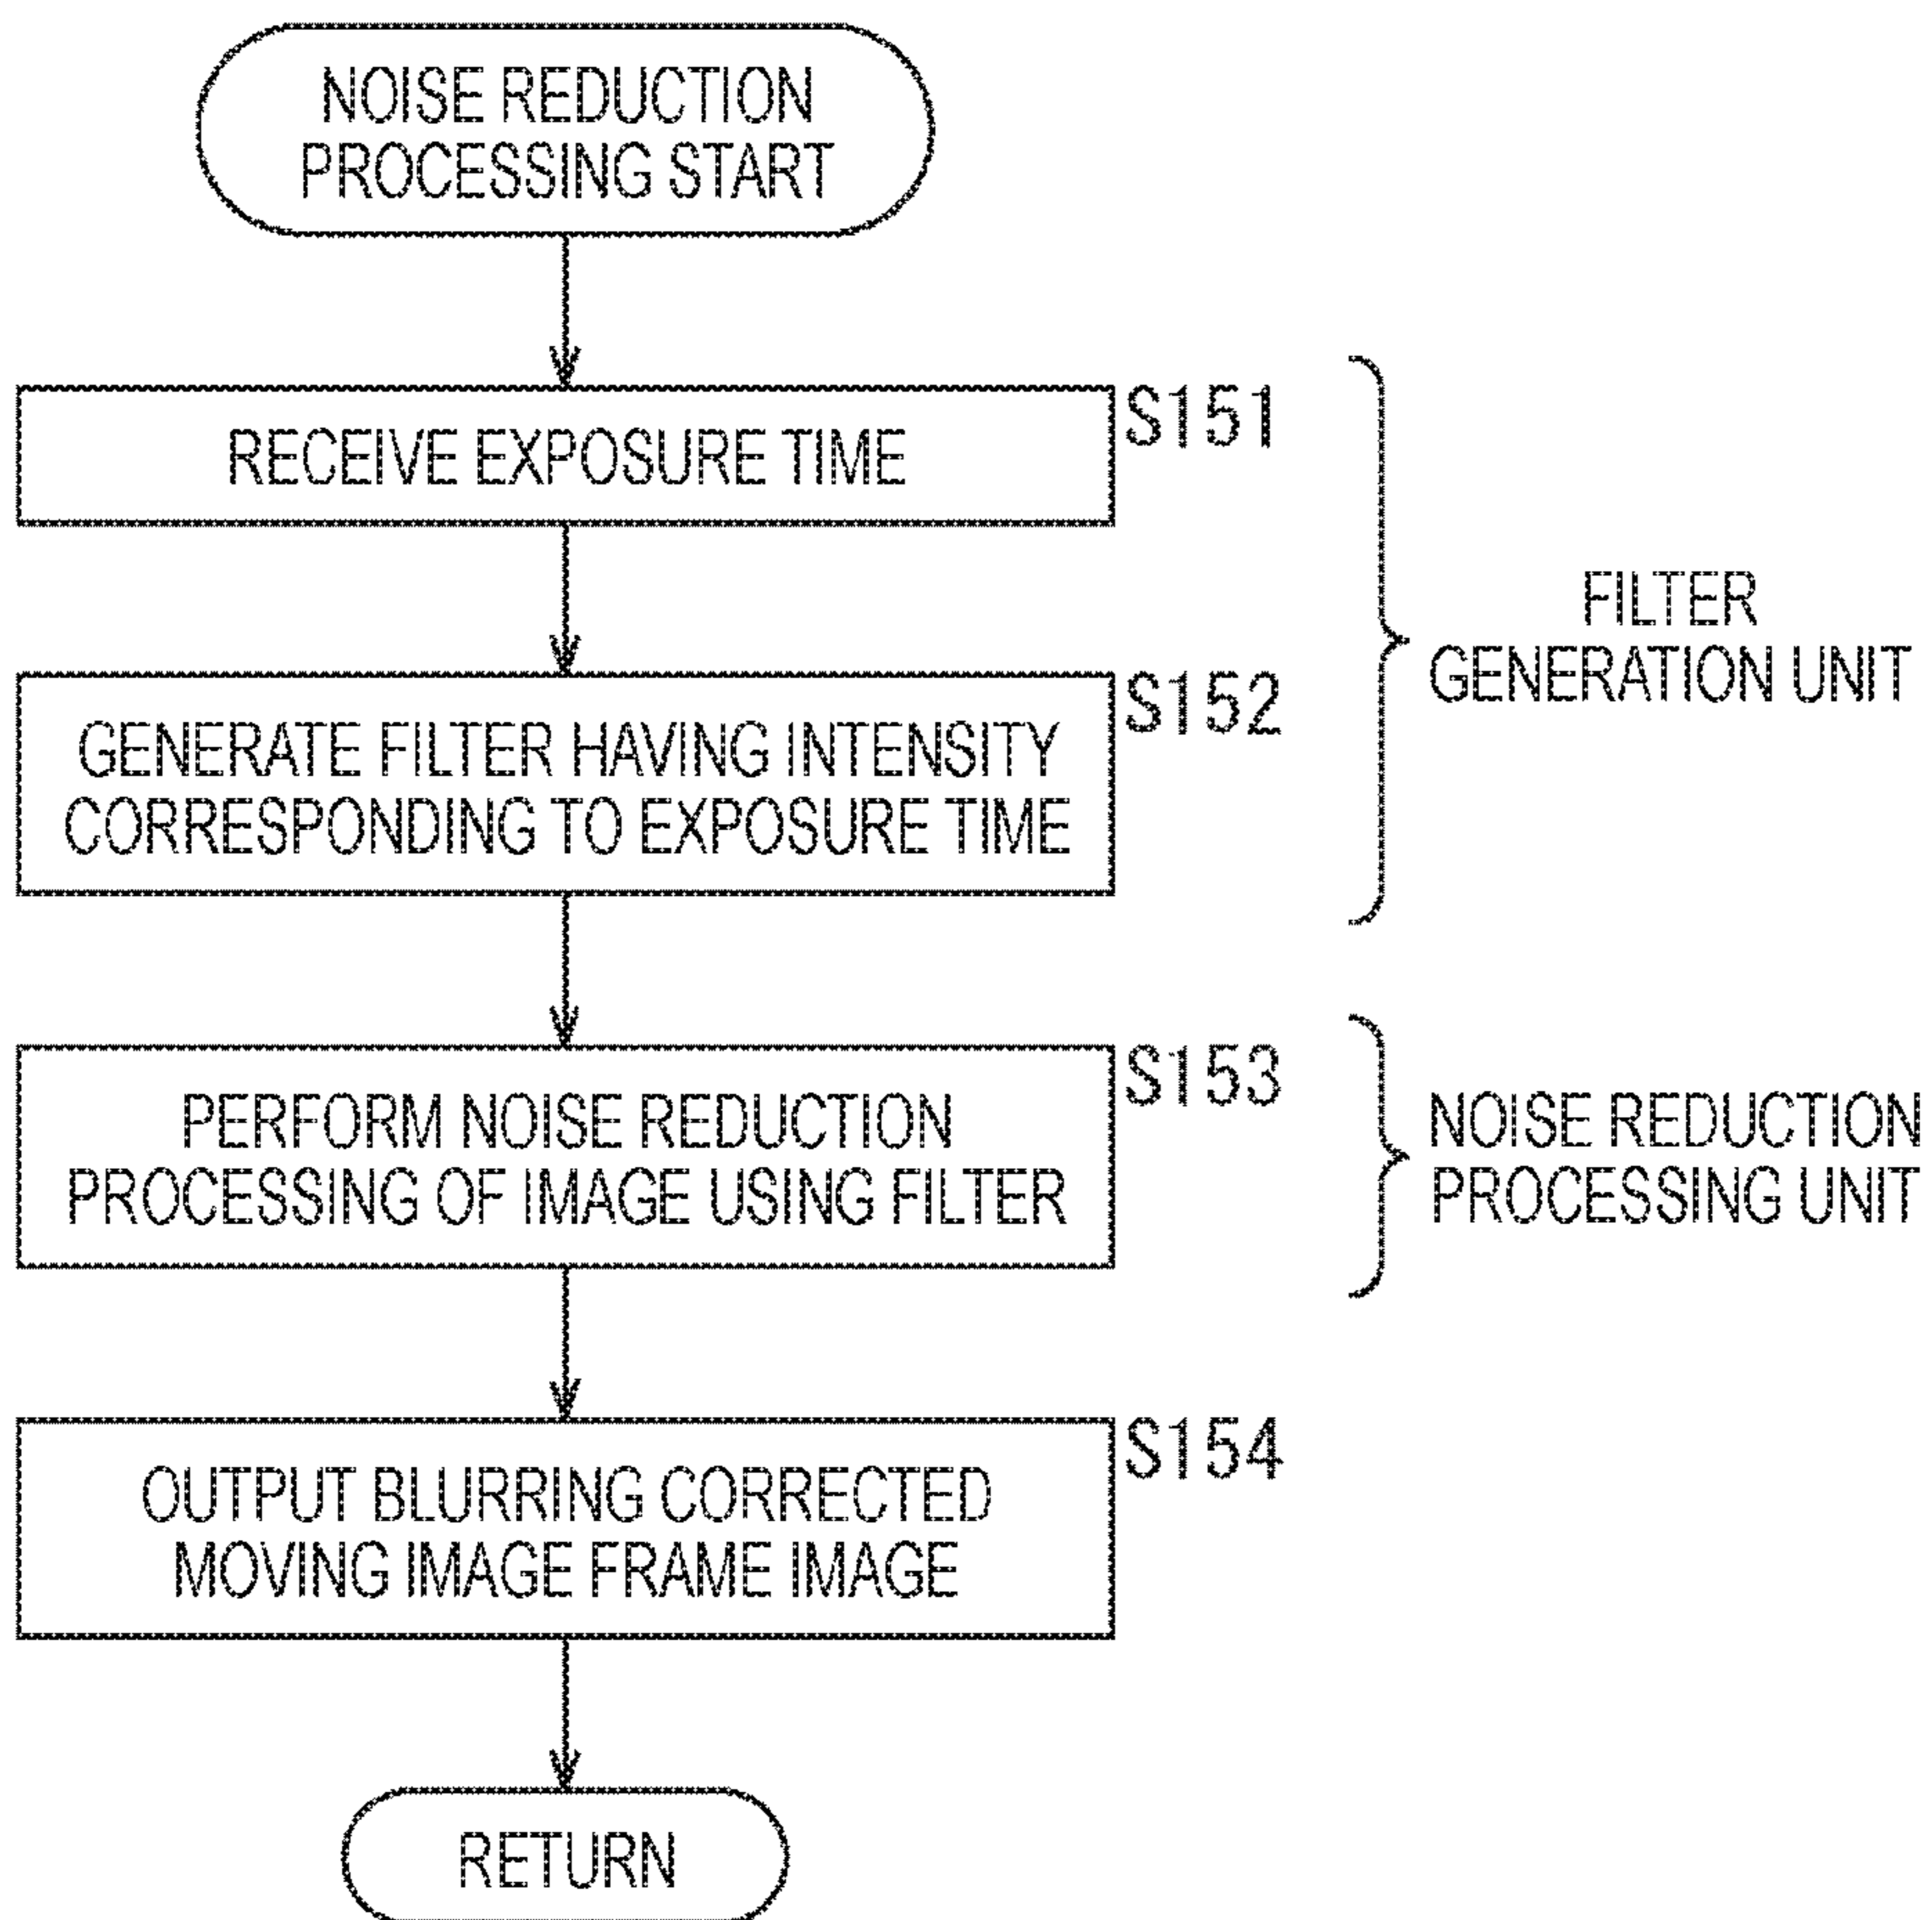 NOISE REDUCTION
PROCESSING START
RECEIVE EXPOSURE TIME
S151
GENERATE FILTER HAVING INTENSITY
CORRESPONDING TO EXPOSURE TIME
S152
FILTER
GENERATION UNIT
PERFORM NOISE REDUCTION
PROCESSING OF IMAGE USING FILTER
S153
NOISE REDUCTION
PROCESSING UNIT
OUTPUT BLURRING CORRECTED
MOVING IMAGE FRAME IMAGE
S154
RETURN